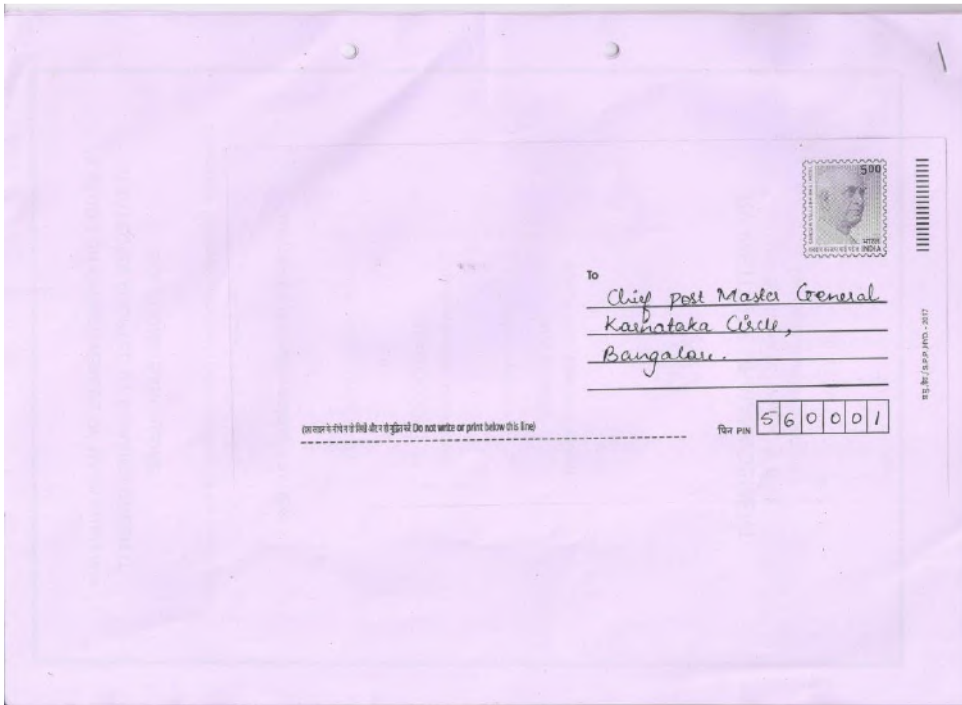 5.00
भारत
INDIA
To
Chief Post Master General
Karnataka Circle,
Bangalore.
Do not write or print below this line)
पिन PIN 560001